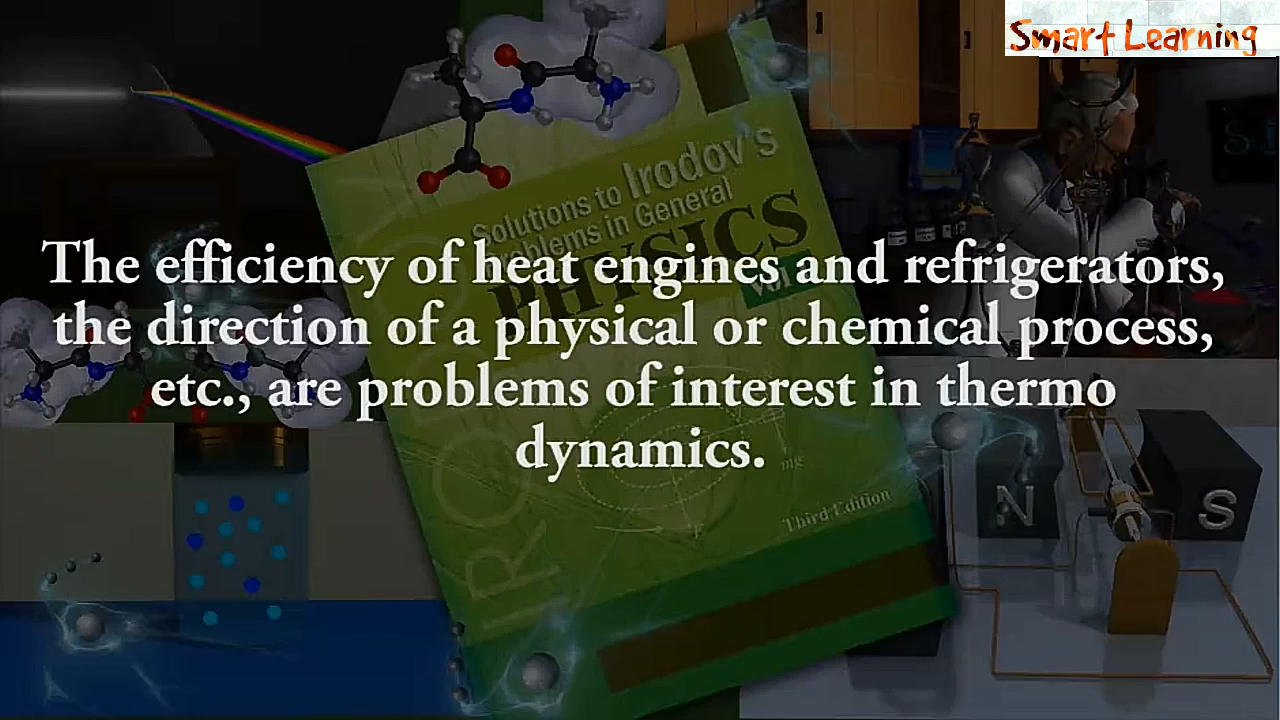 Smart Learning
Solutions to Irodov's
Problems in General
PHYSICS
The efficiency of heat engines and refrigerators,
the direction of a physical or chemical process,
etc., are problems of interest in thermo
dynamics.
mg
Third Edition
N
S